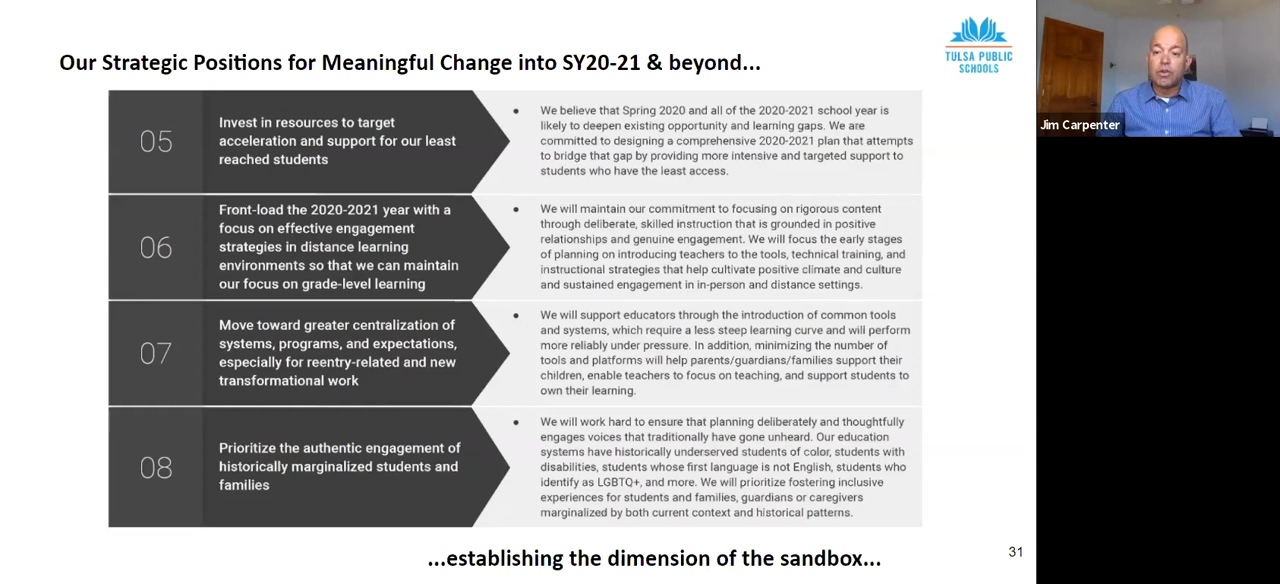 Our Strategic Positions for Meaningful Change into SY20-21 & beyond...
TULSA PUBLIC
SCHOOLS
Jim Carpenter
05
Invest in resources to target
acceleration and support for our least
reached students
• We believe that Spring 2020 and all of the 2020-2021 school year is
likely to deepen existing opportunity and learning gaps. We are
committed to designing a comprehensive 2020-2021 plan that attempts
to bridge that gap by providing more intensive and targeted support to
students who have the least access.
06
Front-load the 2020-2021 year with a
focus on effective engagement
strategies in distance learning
environments so that we can maintain
our focus on grade-level learning
• We will maintain our commitment to focusing on rigorous content
through deliberate, skilled instruction that is grounded in positive
relationships and genuine engagement. We will focus the early stages
of planning on introducing teachers to the tools, technical training, and
instructional strategies that help cultivate positive climate and culture
and sustained engagement in in-person and distance settings.
07
Move toward greater centralization of
systems, programs, and expectations,
especially for reentry-related and new
transformational work
• We will support educators through the introduction of common tools
and systems, which require a less steep learning curve and will perform
more reliably under pressure. In addition, minimizing the number of
tools and platforms will help parents/guardians/families support their
children, enable teachers to focus on teaching, and support students to
own their learning.
08
Prioritize the authentic engagement of
historically marginalized students and
families
• We will work hard to ensure that planning deliberately and thoughtfully
engages voices that traditionally have gone unheard. Our education
systems have historically underserved students of color, students with
disabilities, students whose first language is not English, students who
identify as LGBTQ+, and more. We will prioritize fostering inclusive
experiences for students and families, guardians or caregivers
marginalized by both current context and historical patterns.
31
...establishing the dimension of the sandbox...